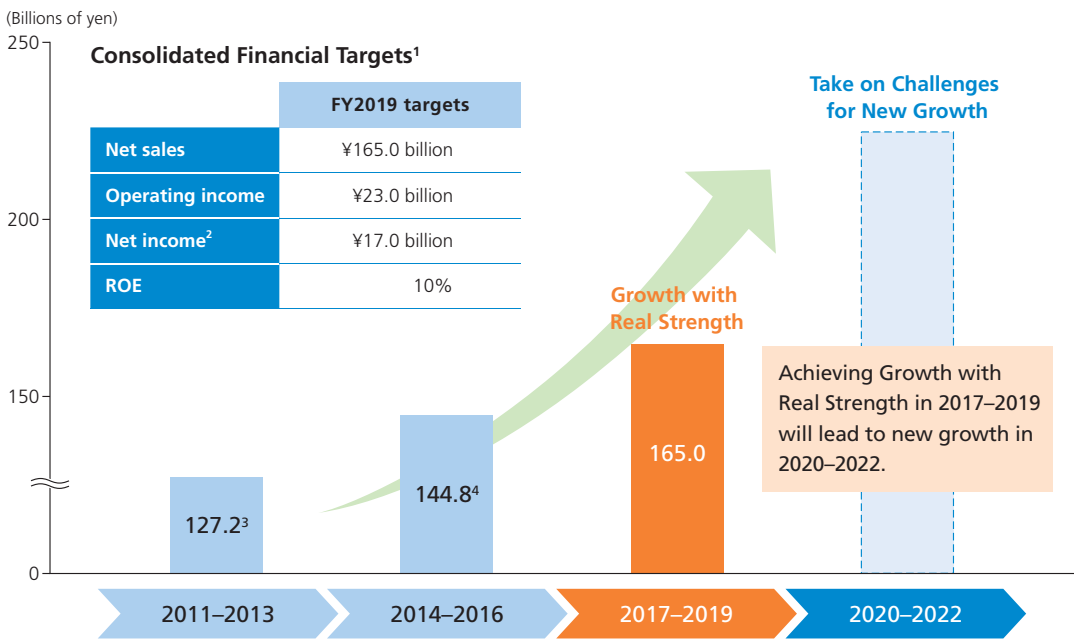 (Billions of yen)
250
200
150
0
Consolidated Financial Targets¹
FY2019 targets
Net sales ¥165.0 billion
Operating income ¥23.0 billion
Net income² ¥17.0 billion
ROE 10%
127.2³
144.8⁴
Growth with
Real Strength
165.0
Take on Challenges
for New Growth
Achieving Growth with
Real Strength in 2017–2019
will lead to new growth in
2020–2022.
2011–2013
2014–2016
2017–2019
2020–2022